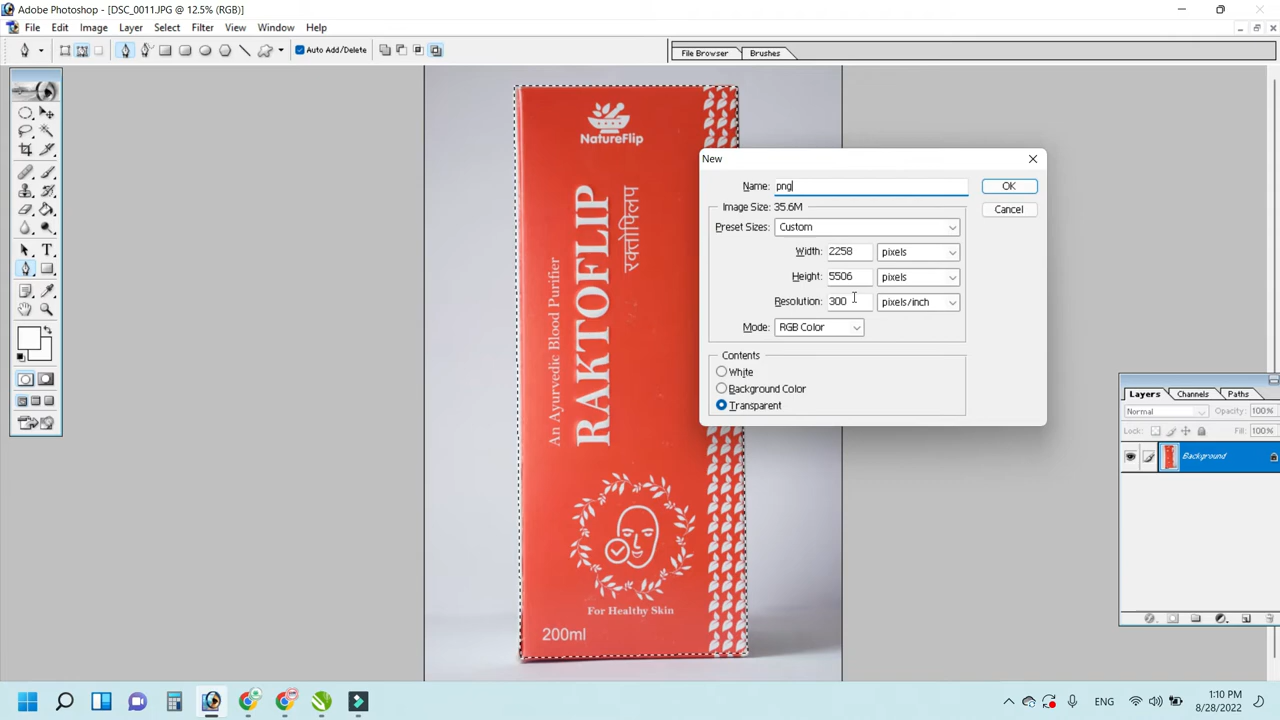 Adobe Photoshop - [DSC_0011.JPG @ 12.5% (RGB)]
File Edit Image Layer Select Filter View Window Help
Auto Add/Delete
File Browser Brushes
NatureFlip
An Ayurvedic Blood Purifier
RAKTOFLIP
रक्तोफ्लिप
For Healthy Skin
200ml
New
Name: png
OK
Image Size: 35.6M
Cancel
Preset Sizes: Custom
Width: 2258 pixels
Height: 5506 pixels
Resolution: 300 pixels/inch
Mode: RGB Color
Contents
White
Background Color
Transparent
Layers Channels Paths
Normal Opacity: 100%
Lock: Fill: 100%
Background
ENG
1:10 PM
8/28/2022